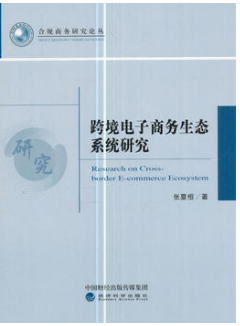 合规商务研究论丛
研究
跨境电子商务生态
系统研究
Research on Cross-
border E-commerce Ecosystem
张夏恒 | 著
中国财经出版传媒集团
经济科学出版社